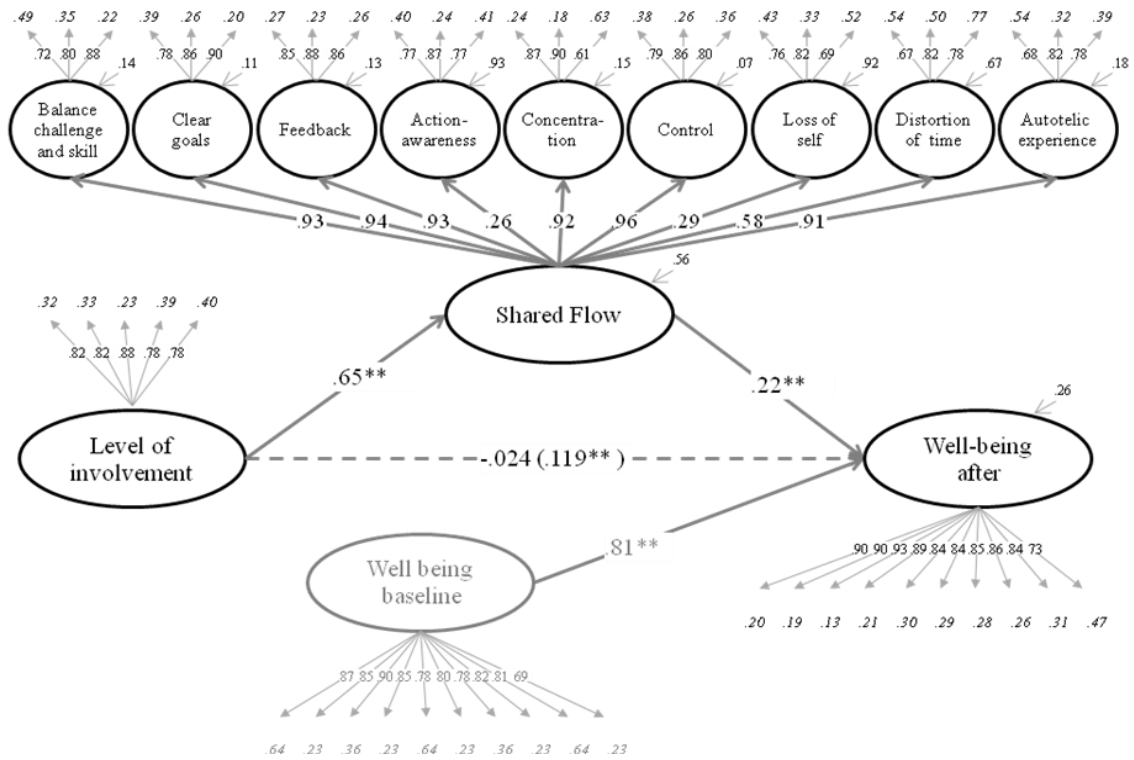 .49 .35 .22 .39 .26 .20 .27 .23 .26 .40 .24 .41 .24 .18 .63 .38 .26 .36 .43 .33 .52 .54 .50 .77 .54 .32 .39
.72 .80 .88 .78 .86 .90 .85 .88 .86 .77 .87 .77 .87 .90 .61 .79 .86 .80 .76 .82 .69 .67 .82 .78 .68 .82 .78
.14 .11 .13 .93 .15 .07 .92 .67 .18
Balance
challenge
and skill
Clear
goals
Feedback
Action-
awareness
Concentra-
tion
Control
Loss of
self
Distortion
of time
Autotelic
experience
.93 .94 .93 .26 .92 .96 .29 .58 .91
.56
Shared Flow
.32 .33 .23 .39 .40
.82 .82 .88 .78 .78
.65**
.22**
.26
Level of
involvement
-.024 (.119** )
Well-being
after
.81**
.90 .90 .93 .89 .84 .84 .85 .86 .84 .73
.20 .19 .13 .21 .30 .29 .28 .26 .31 .47
Well being
baseline
.87 .85 .90 .85 .78 .80 .78 .82 .81 .69
.64 .23 .36 .23 .64 .23 .36 .23 .64 .23